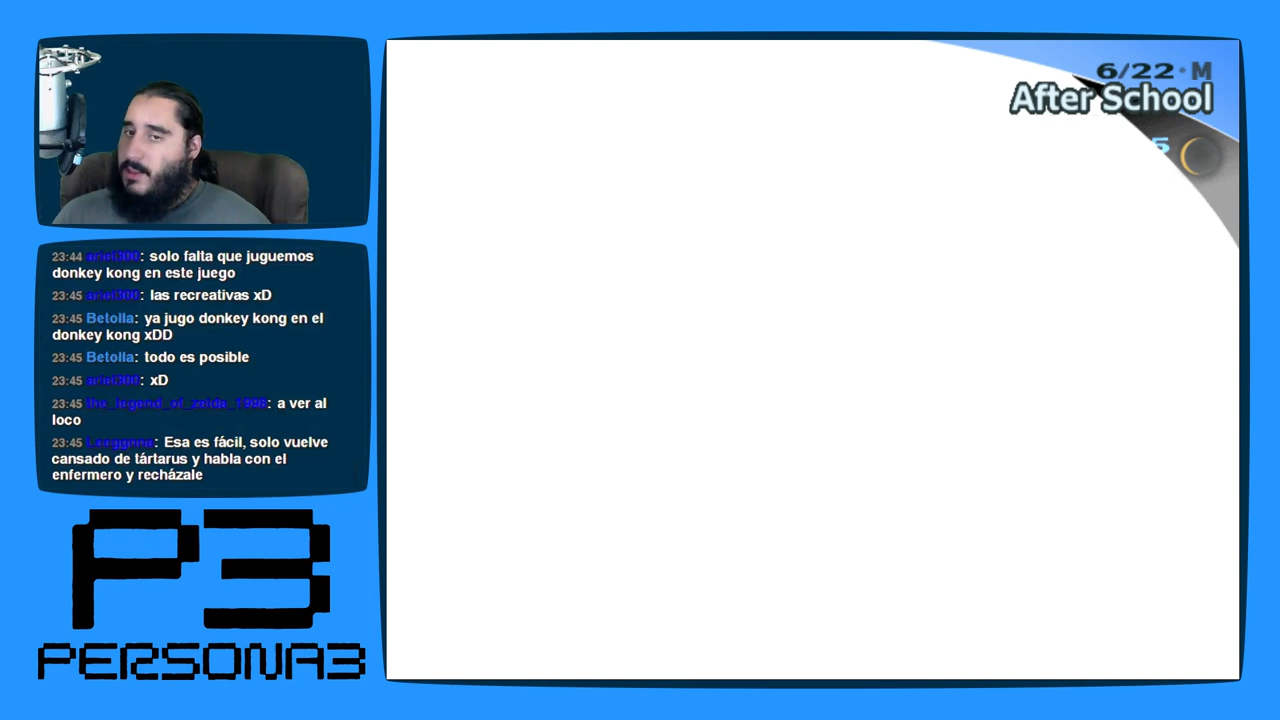 6/22·M
After School
5
23:44 : solo falta que juguemos
donkey kong en este juego
23:45 : las recreativas xD
23:45 Betolla: ya jugo donkey kong en el
donkey kong xDD
23:45 Betolla: todo es posible
23:45 : xD
23:45 the_legend_of_zelda_1998: a ver al
loco
23:45 : Esa es fácil, solo vuelve
cansado de tártarus y habla con el
enfermero y recházale
P3
PERSONA3